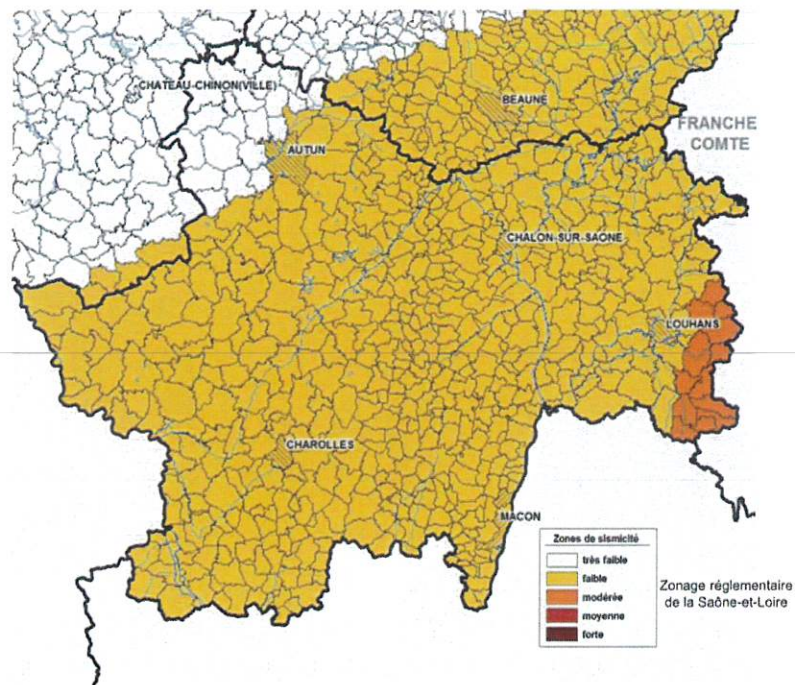 CHATEAU-CHINON(VILLE)
BEAUNE
FRANCHE
COMTE
AUTUN
CHALON-SUR-SAONE
LOUHANS
CHAROLLES
MACON
Zones de sismicité
très faible
faible
modérée
moyenne
forte
Zonage réglementaire
de la Saône-et-Loire